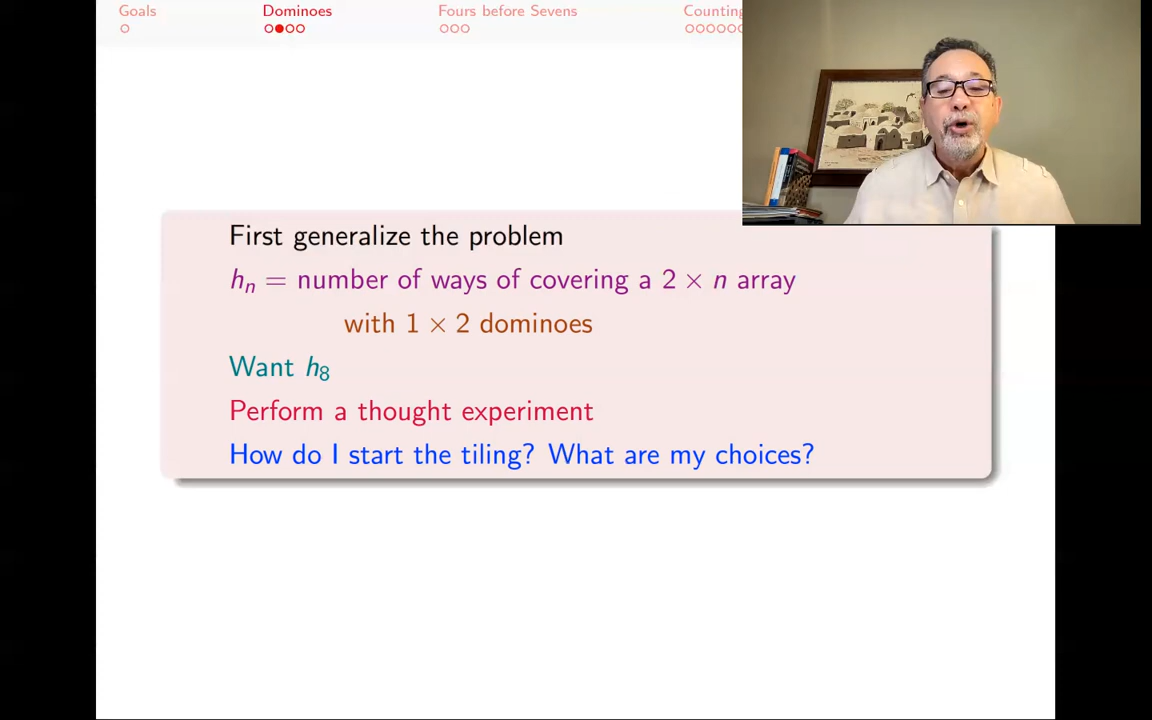 Goals
Dominoes
Fours before Sevens
Counting
First generalize the problem
hₙ = number of ways of covering a 2 × n array
with 1 × 2 dominoes
Want h₈
Perform a thought experiment
How do I start the tiling? What are my choices?